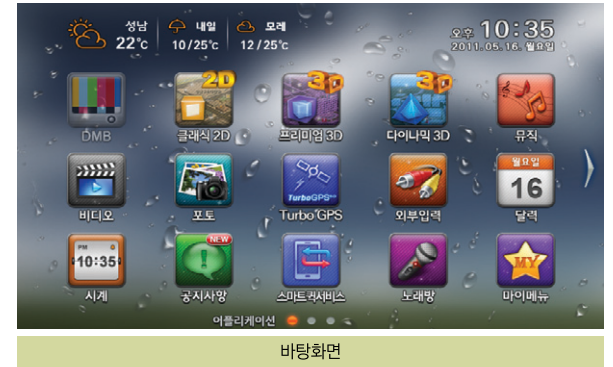 성남 22°c
내일 10/25°c
모레 12/25°c
오후 10:35
2011.05.16. 월요일
2D 3D 3D
DMB 클래식 2D 프리미엄 3D 다이나믹 3D 뮤직
TurboGPS
월요일
16
비디오 포토 Turbo GPS 외부입력 달력
PM
10:35
NEW
MY
시계 공지사항 스마트퀵서비스 노래방 마이메뉴
어플리케이션
바탕화면